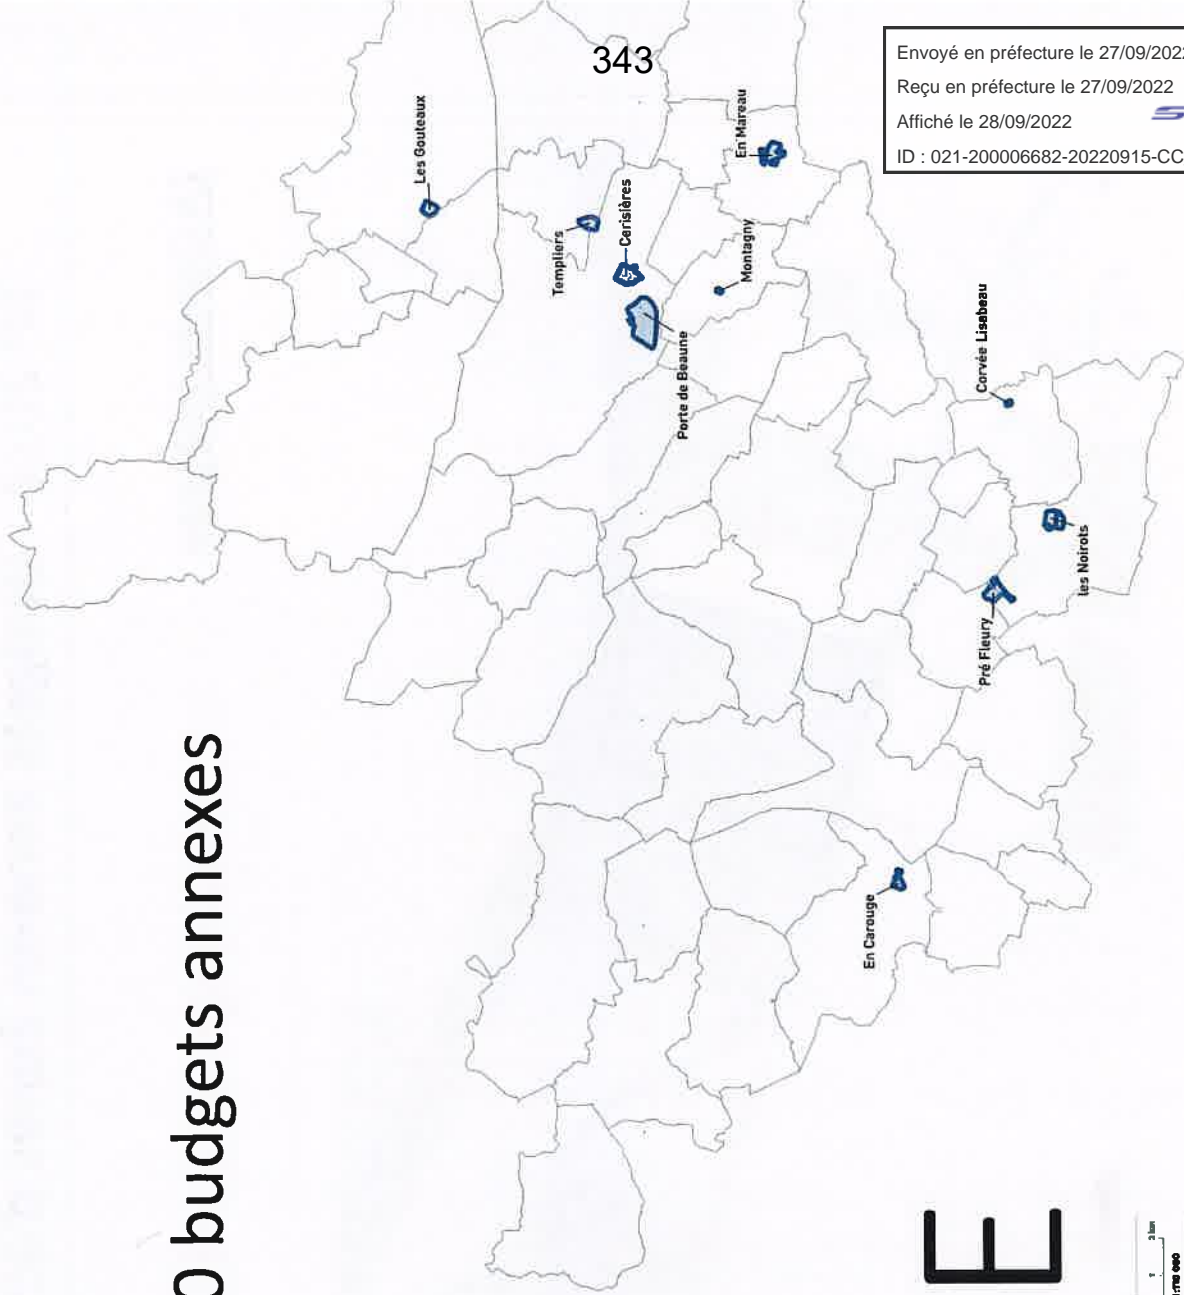 343
Envoyé en préfecture le 27/09/2022
Reçu en préfecture le 27/09/2022
Affiché le 28/09/2022
ID : 021-200006682-20220915-CC
0 budgets annexes
Les Gouteaux
Templiers
Cerisières
En Mareau
Montagny
Porte de Beaune
Corvée Lisabeau
les Noirots
Pré Fleury
En Carouge
E